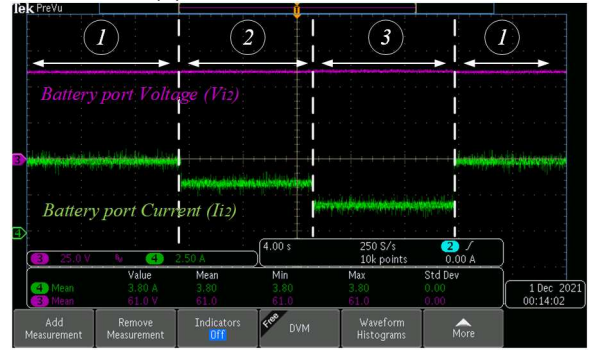 Tek PreVu
1 2 3 1
Battery port Voltage (Vi2)
3
Battery port Current (Ii2)
4
3 25.0 V 4 2.50 A 4.00 s 250 S/s 2 0.00 A
10k points
Value Mean Min Max Std Dev
4 Mean 3.80 A 3.80 3.80 3.80 0.00
3 Mean 61.0 V 61.0 61.0 61.0 0.00
1 Dec 2021
00:14:02
Add Measurement
Remove Measurement
Indicators Off
Free DVM
Waveform Histograms
More